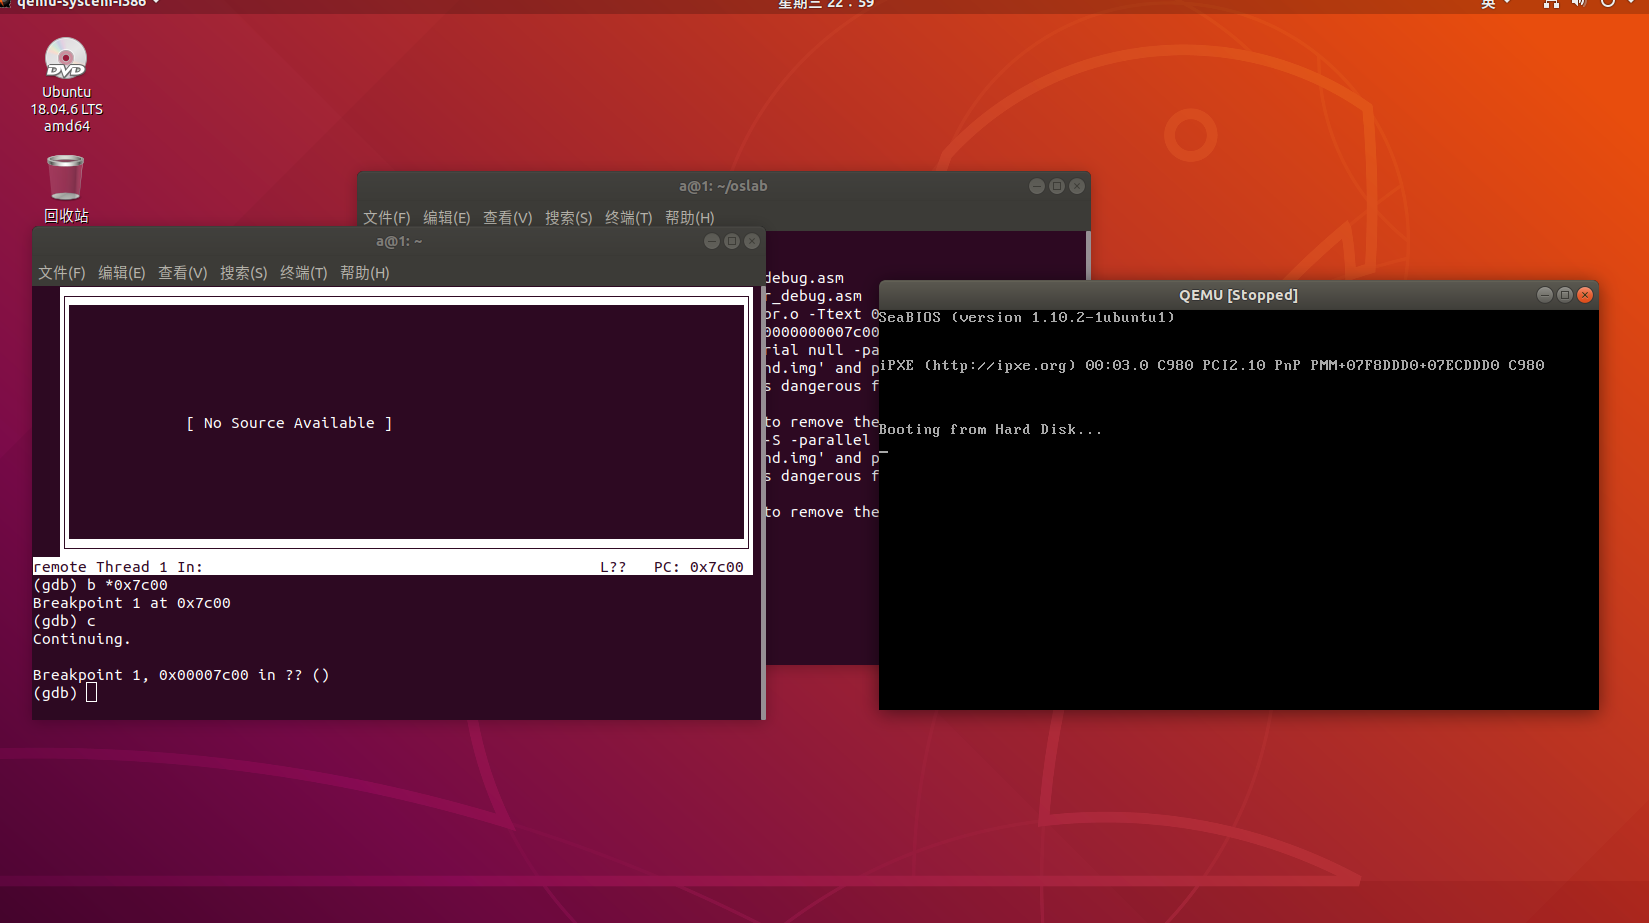 qemu-system-i386
星期三 22：59
英
DVD
Ubuntu
18.04.6 LTS
amd64
回收站
a@1: ~/oslab
文件(F) 编辑(E) 查看(V) 搜索(S) 终端(T) 帮助(H)
debug.asm
r_debug.asm
or.o -Ttext 0
0000000007c00
rial null -pa
nd.img' and p
s dangerous f
to remove the
-S -parallel
nd.img' and p
s dangerous f
to remove the
a@1: ~
文件(F) 编辑(E) 查看(V) 搜索(S) 终端(T) 帮助(H)
[ No Source Available ]
remote Thread 1 In: L?? PC: 0x7c00
(gdb) b *0x7c00
Breakpoint 1 at 0x7c00
(gdb) c
Continuing.
Breakpoint 1, 0x00007c00 in ?? ()
(gdb)
QEMU [Stopped]
SeaBIOS (version 1.10.2-1ubuntu1)
iPXE (http://ipxe.org) 00:03.0 C980 PCI2.10 PnP PMM+07F8DDD0+07ECDDD0 C980
Booting from Hard Disk...